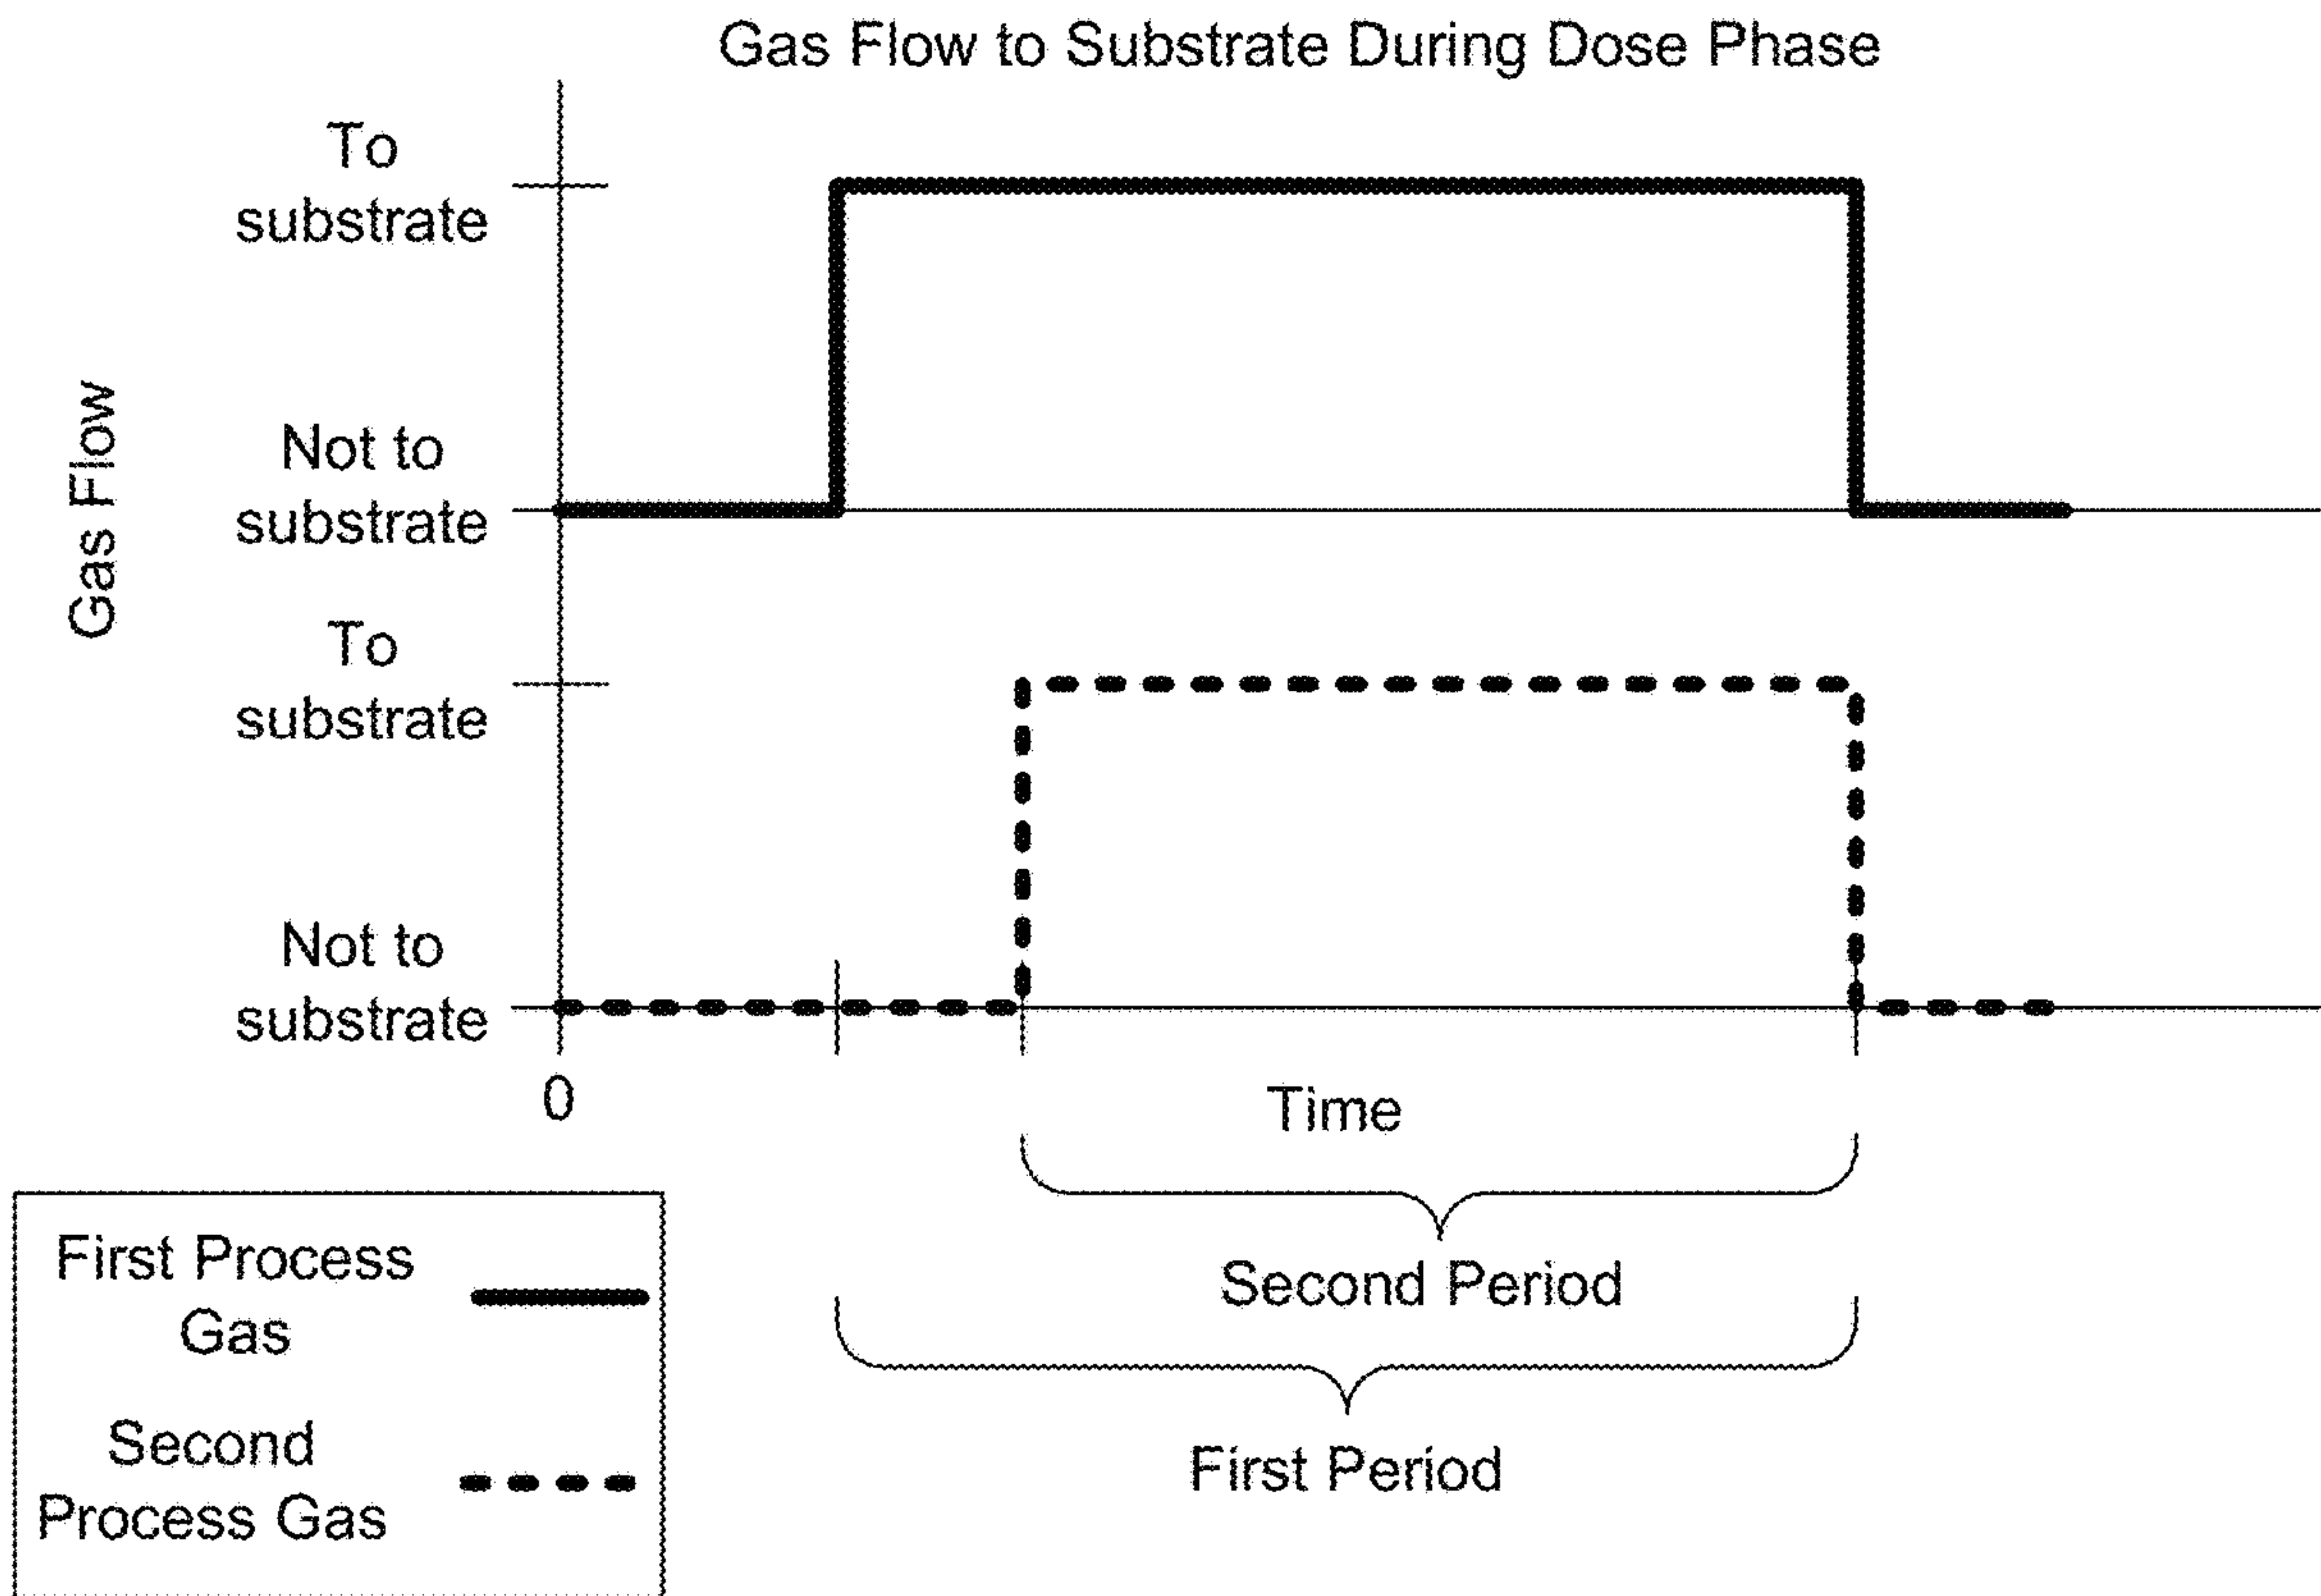 Gas Flow to Substrate During Dose Phase
To
substrate
Not to
substrate
Gas Flow
To
substrate
Not to
substrate
0
Time
Second Period
First Period
First Process
Gas
Second
Process Gas